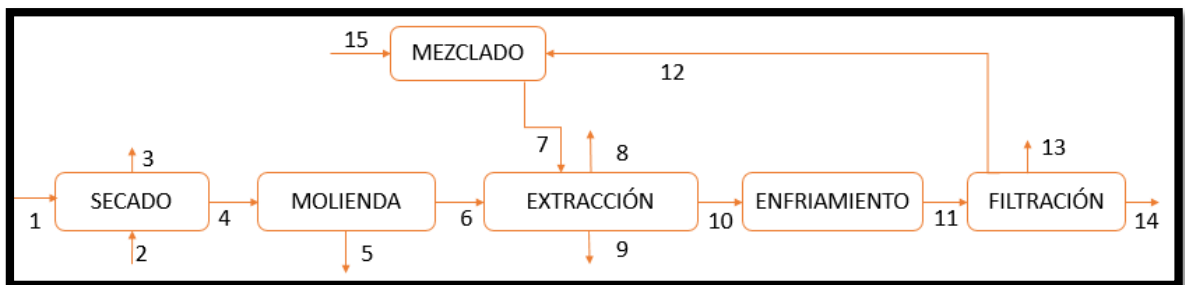 15
MEZCLADO
12
7
8
13
3
SECADO
MOLIENDA
EXTRACCIÓN
ENFRIAMIENTO
FILTRACIÓN
1
4
6
10
11
14
2
5
9